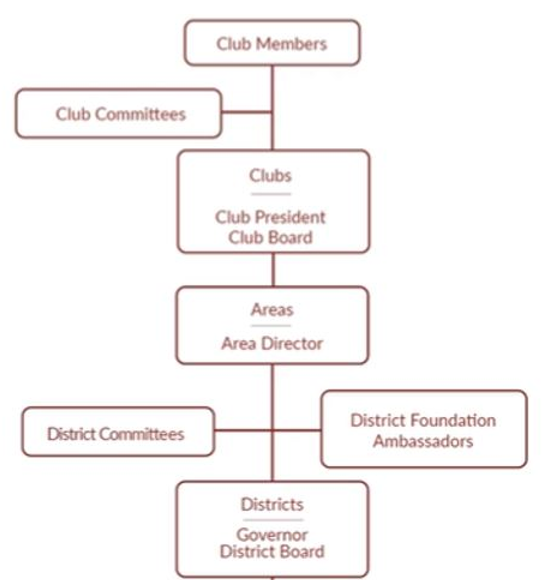 Club Members
Club Committees
Clubs
Club President
Club Board
Areas
Area Director
District Foundation
Ambassadors
District Committees
Districts
Governor
District Board